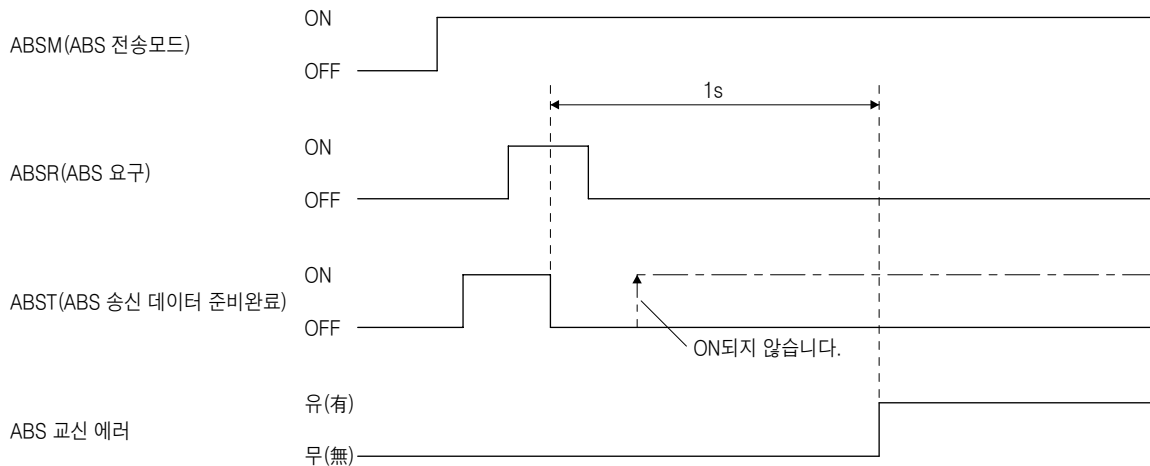 ON
ABSM(ABS 전송모드)
OFF
1s
ON
ABSR(ABS 요구)
OFF
ON
ABST(ABS 송신 데이터 준비완료)
OFF
ON되지 않습니다.
유(有)
ABS 교신 에러
무(無)